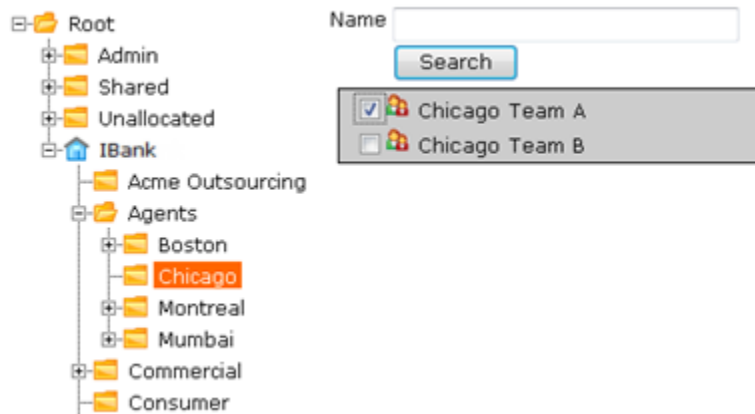 Root
Admin
Shared
Unallocated
IBank
Acme Outsourcing
Agents
Boston
Chicago
Montreal
Mumbai
Commercial
Consumer
Name
Search
Chicago Team A
Chicago Team B